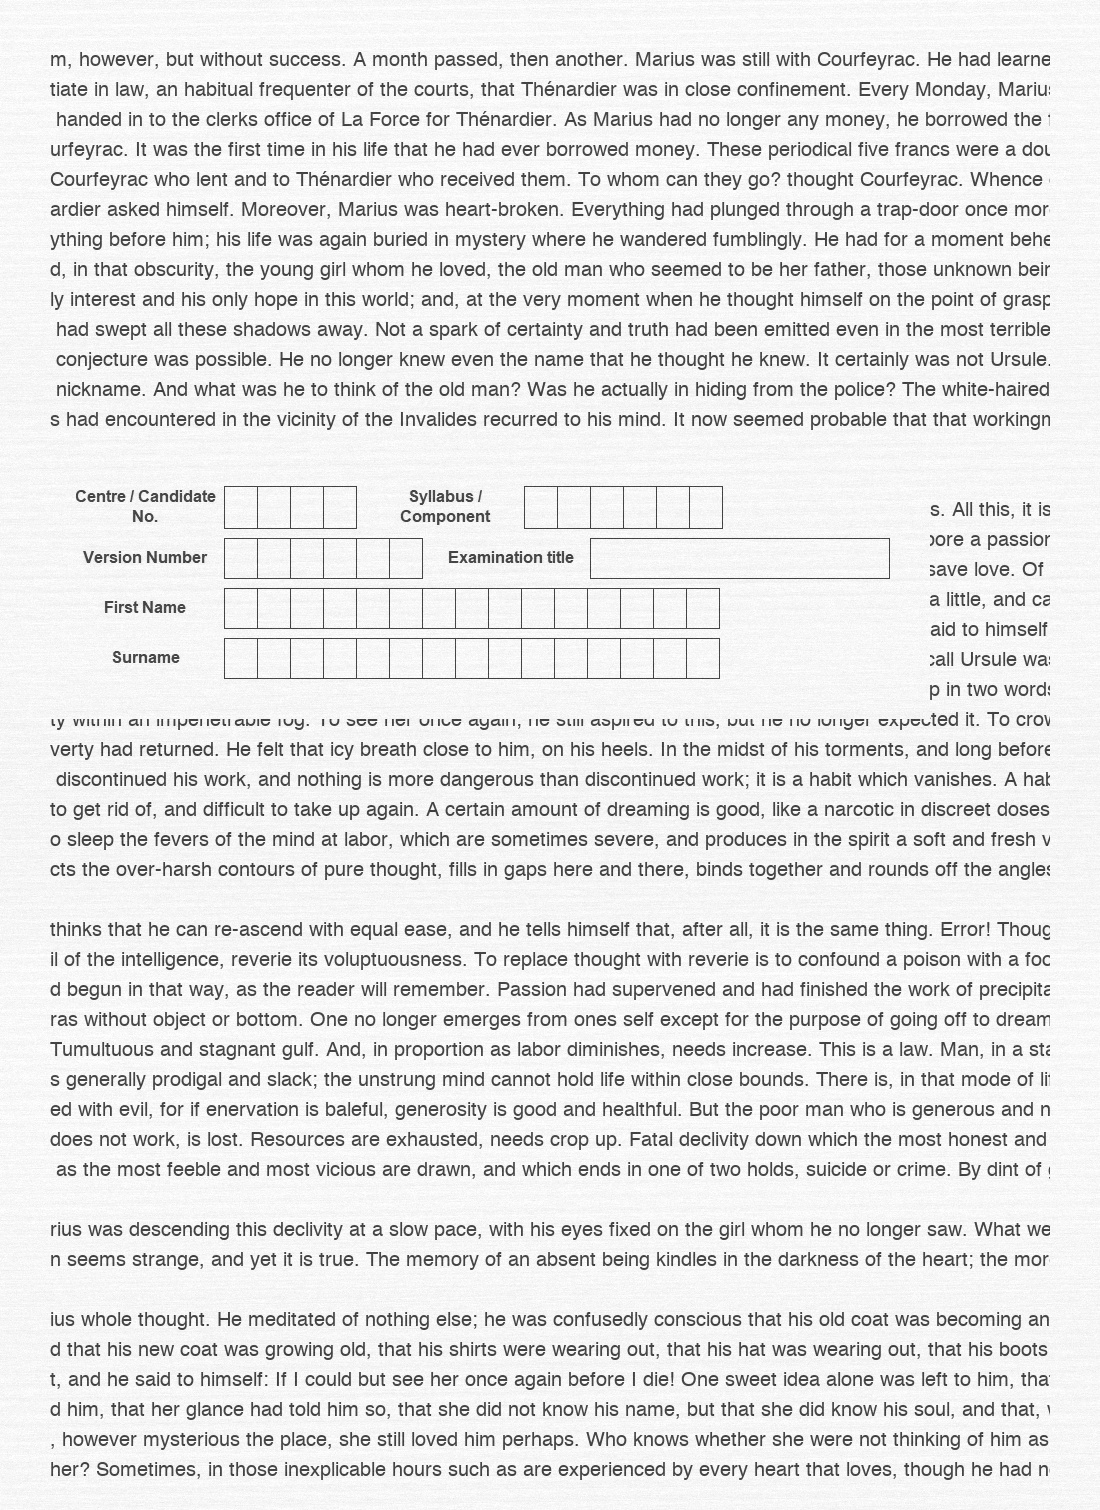 m, however, but without success. A month passed, then another. Marius was still with Courfeyrac. He had learne
tiate in law, an habitual frequenter of the courts, that Thénardier was in close confinement. Every Monday, Marius
handed in to the clerks office of La Force for Thénardier. As Marius had no longer any money, he borrowed the
urfeyrac. It was the first time in his life that he had ever borrowed money. These periodical five francs were a dou
Courfeyrac who lent and to Thénardier who received them. To whom can they go? thought Courfeyrac. Whence
ardier asked himself. Moreover, Marius was heart-broken. Everything had plunged through a trap-door once mor
ything before him; his life was again buried in mystery where he wandered fumblingly. He had for a moment behe
d, in that obscurity, the young girl whom he loved, the old man who seemed to be her father, those unknown bein
ly interest and his only hope in this world; and, at the very moment when he thought himself on the point of grasp
had swept all these shadows away. Not a spark of certainty and truth had been emitted even in the most terrible
conjecture was possible. He no longer knew even the name that he thought he knew. It certainly was not Ursule.
nickname. And what was he to think of the old man? Was he actually in hiding from the police? The white-haired
s had encountered in the vicinity of the Invalides recurred to his mind. It now seemed probable that that workingm
Centre / Candidate No.
Syllabus / Component
Version Number
Examination title
First Name
Surname
s. All this, it is
bore a passion
save love. Of
a little, and ca
aid to himself
call Ursule was
p in two words
ty within an impenetrable fog. To see her once again; he still aspired to this, but he no longer expected it. To crow
verty had returned. He felt that icy breath close to him, on his heels. In the midst of his torments, and long before
discontinued his work, and nothing is more dangerous than discontinued work; it is a habit which vanishes. A hab
to get rid of, and difficult to take up again. A certain amount of dreaming is good, like a narcotic in discreet doses
o sleep the fevers of the mind at labor, which are sometimes severe, and produces in the spirit a soft and fresh v
cts the over-harsh contours of pure thought, fills in gaps here and there, binds together and rounds off the angles
thinks that he can re-ascend with equal ease, and he tells himself that, after all, it is the same thing. Error! Thoug
il of the intelligence, reverie its voluptuousness. To replace thought with reverie is to confound a poison with a foo
d begun in that way, as the reader will remember. Passion had supervened and had finished the work of precipita
ras without object or bottom. One no longer emerges from ones self except for the purpose of going off to dream
Tumultuous and stagnant gulf. And, in proportion as labor diminishes, needs increase. This is a law. Man, in a sta
s generally prodigal and slack; the unstrung mind cannot hold life within close bounds. There is, in that mode of lif
ed with evil, for if enervation is baleful, generosity is good and healthful. But the poor man who is generous and n
does not work, is lost. Resources are exhausted, needs crop up. Fatal declivity down which the most honest and
as the most feeble and most vicious are drawn, and which ends in one of two holds, suicide or crime. By dint of
rius was descending this declivity at a slow pace, with his eyes fixed on the girl whom he no longer saw. What we
n seems strange, and yet it is true. The memory of an absent being kindles in the darkness of the heart; the mor
ius whole thought. He meditated of nothing else; he was confusedly conscious that his old coat was becoming an
d that his new coat was growing old, that his shirts were wearing out, that his hat was wearing out, that his boots
t, and he said to himself: If I could but see her once again before I die! One sweet idea alone was left to him, that
d him, that her glance had told him so, that she did not know his name, but that she did know his soul, and that,
, however mysterious the place, she still loved him perhaps. Who knows whether she were not thinking of him as
her? Sometimes, in those inexplicable hours such as are experienced by every heart that loves, though he had n